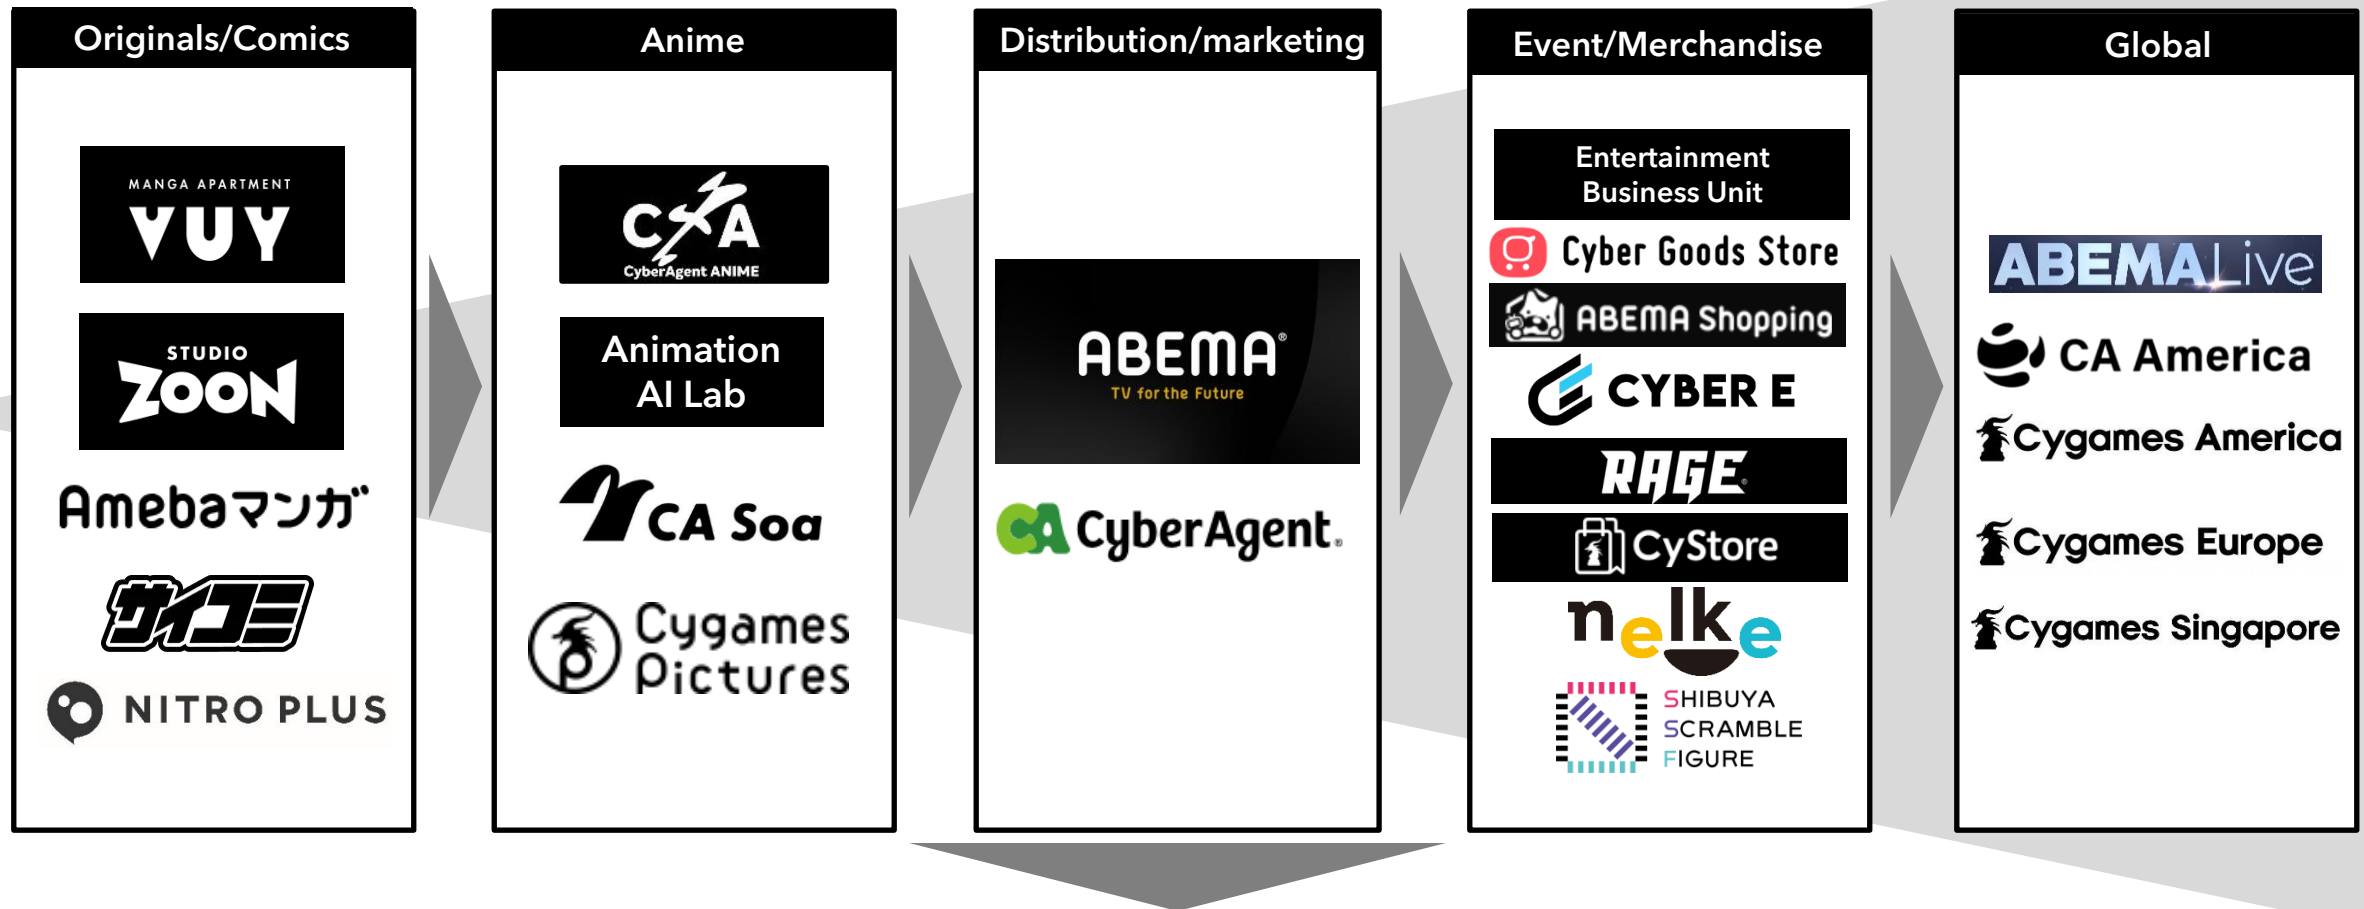 Originals/Comics
MANGA APARTMENT
VUY
STUDIO
ZOON
Amebaマンガ
サイコミ
NITRO PLUS
Anime
CxA
CyberAgent ANIME
Animation
AI Lab
CA Soa
Cygames
Pictures
Distribution/marketing
ABEMA®
TV for the Future
CA CyberAgent®
Event/Merchandise
Entertainment
Business Unit
Cyber Goods Store
ABEMA Shopping
CYBER E
RAGE®
CyStore
nelke
SHIBUYA
SCRAMBLE
FIGURE
Global
ABEMALive
CA America
Cygames America
Cygames Europe
Cygames Singapore